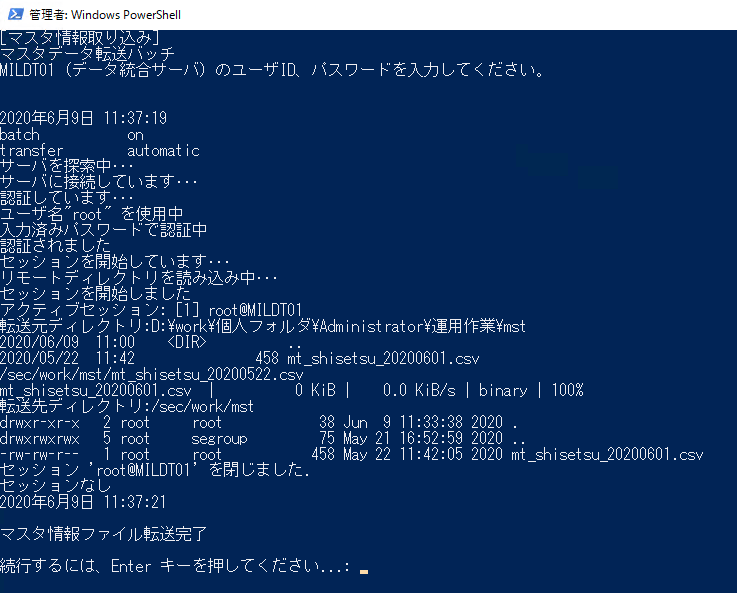 管理者: Windows PowerShell
[マスタ情報取り込み]
マスタデータ転送バッチ
MILDT01 (データ統合サーバ) のユーザID、パスワードを入力してください。
2020年6月9日 11:37:19
batch           on
transfer        automatic
サーバを探索中…
サーバに接続しています…
認証しています…
ユーザ名"root" を使用中
入力済みパスワードで認証中
認証されました
セッションを開始しています…
リモートディレクトリを読み込み中…
セッションを開始しました
アクティブセッション: [1] root@MILDT01
転送元ディレクトリ:D:¥work¥個人フォルダ¥Administrator¥運用作業¥mst
2020/06/09  11:00    <DIR>          ..
2020/05/22  11:42               458 mt_shisetsu_20200601.csv
/sec/work/mst/mt_shisetsu_20200522.csv
mt_shisetsu_20200601.csv  |          0 KiB |    0.0 KiB/s | binary | 100%
転送先ディレクトリ:/sec/work/mst
drwxr-xr-x   2 root     root            38 Jun  9 11:33:38 2020 .
drwxrwxrwx   5 root     segroup         75 May 21 16:52:59 2020 ..
-rw-rw-r--   1 root     root           458 May 22 11:42:05 2020 mt_shisetsu_20200601.csv
セッション 'root@MILDT01' を閉じました.
セッションなし
2020年6月9日 11:37:21
マスタ情報ファイル転送完了
続行するには、Enter キーを押してください...: